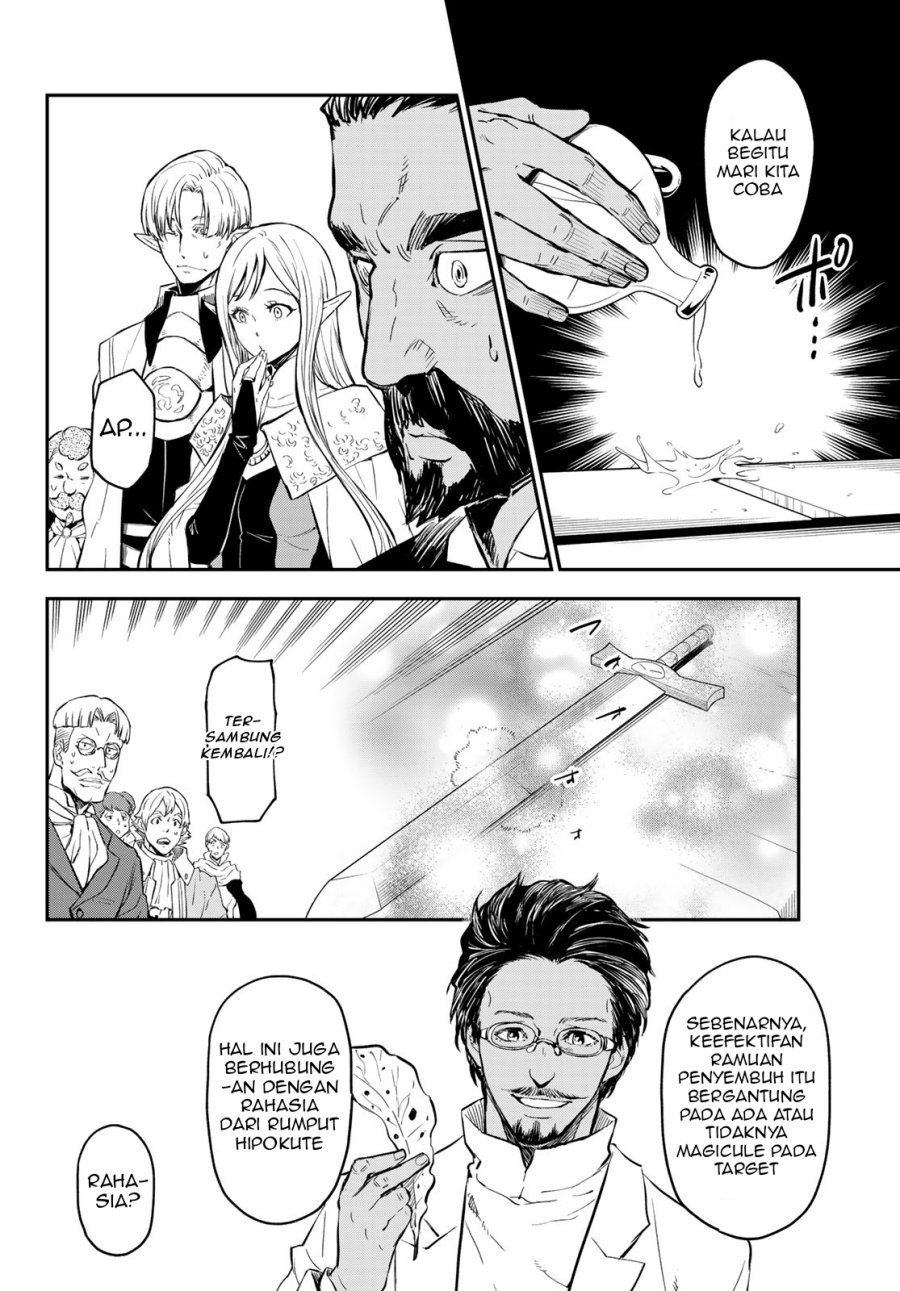 KALAU
BEGITU
MARI KITA
COBA
ポ
...
AP...
TER-
SAMBUNG
KEMBALI!?
SEBENARNYA,
KEEFEKTIFAN
RAMUAN
PENYEMBUH ITU
BERGANTUNG
PADA ADA ATAU
TIDAKNYA
MAGICULE PADA
TARGET
HAL INI JUGA
BERHUBUNG
-AN DENGAN
RAHASIA
DARI RUMPUT
HIPOKUTE
RAHA-
SIA?